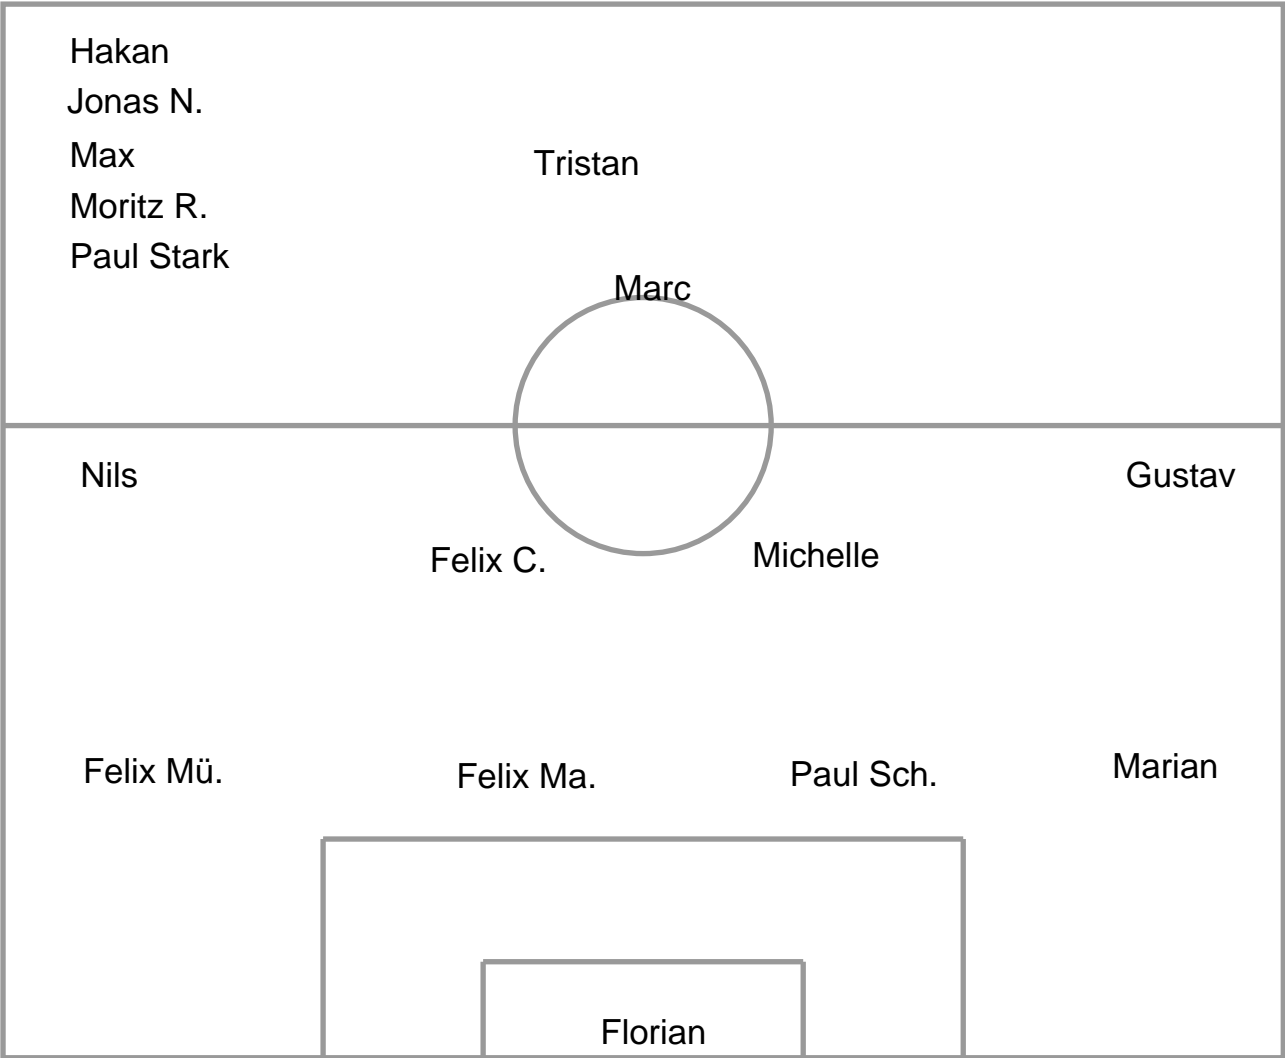 Hakan
Jonas N.
Max
Tristan
Moritz R.
Paul Stark
Marc
Nils
Gustav
Felix C.
Michelle
Felix Mü.
Felix Ma.
Paul Sch.
Marian
Florian